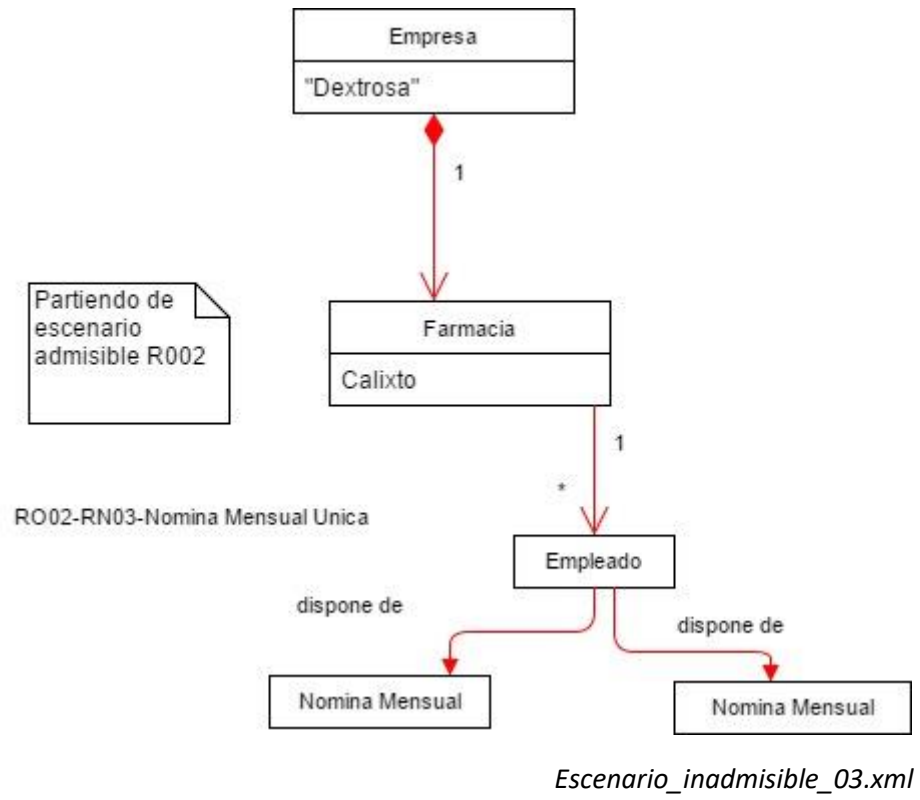 Empresa
"Dextrosa"
1
Partiendo de
escenario
admisible R002
Farmacia
Calixto
1
*
RO02-RN03-Nomina Mensual Unica
Empleado
dispone de
dispone de
Nomina Mensual
Nomina Mensual
Escenario_inadmisible_03.xml